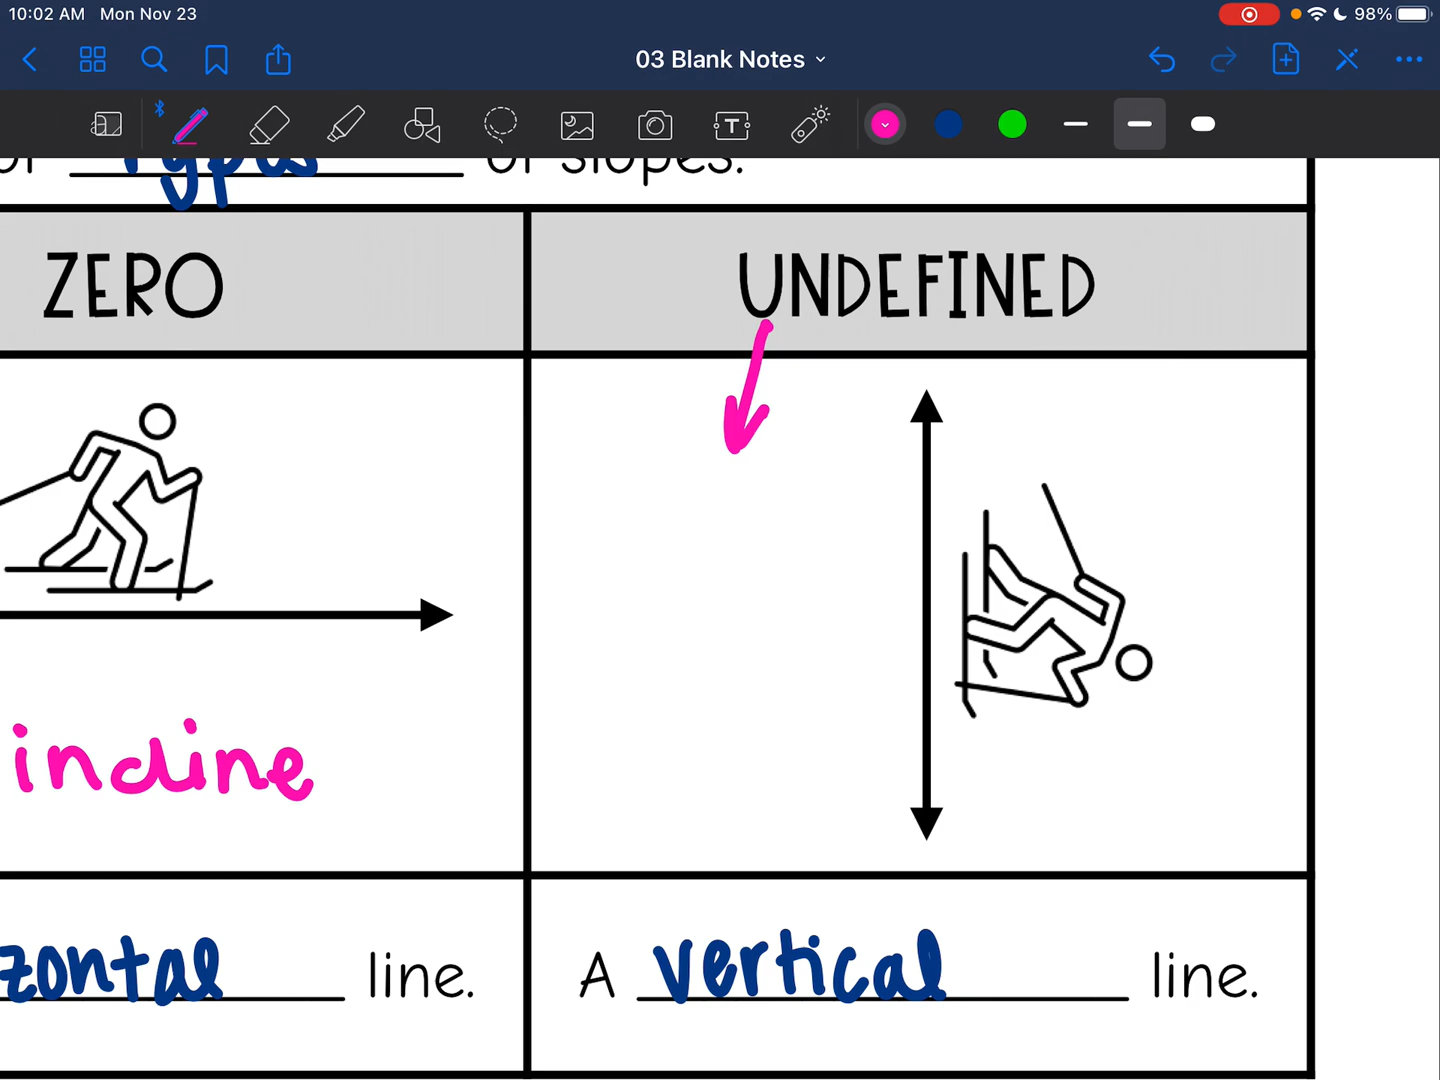 10:02 AM Mon Nov 23
98%
03 Blank Notes
T
Types of slopes.
ZERO
UNDEFINED
incline
zontal line.
A vertical line.